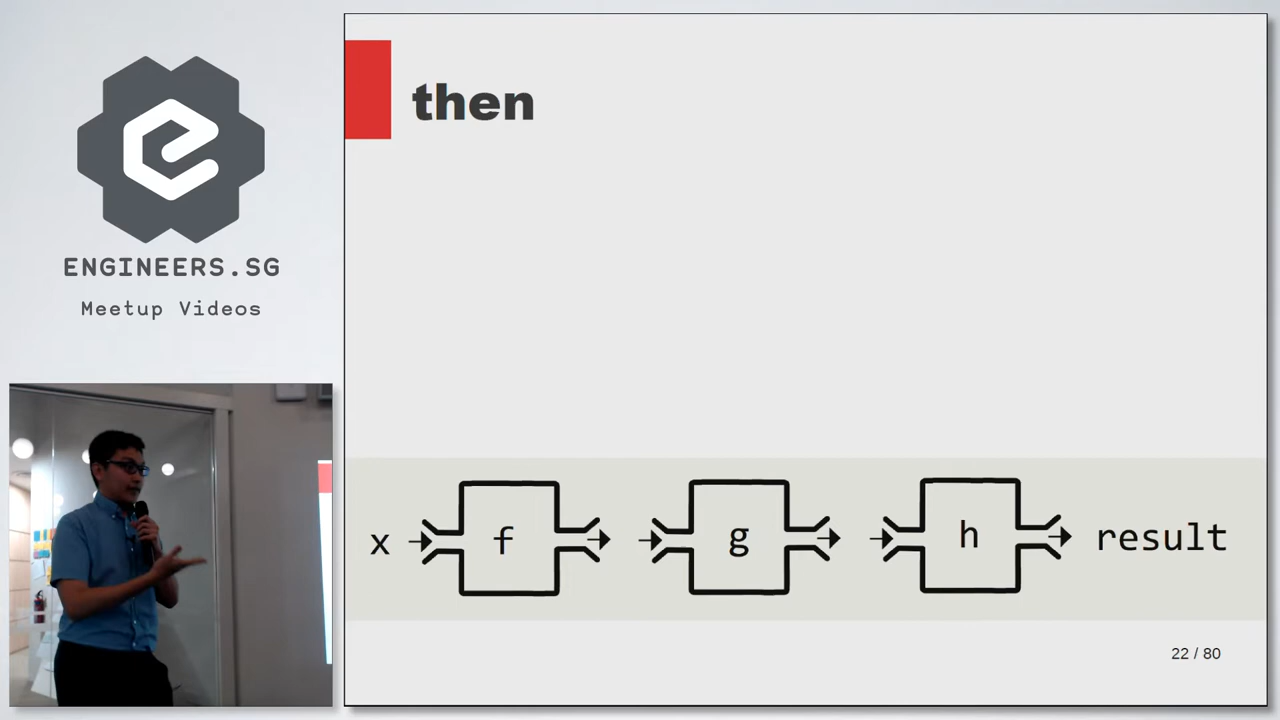 ENGINEERS.SG
Meetup Videos
then
x f g h result
22 / 80